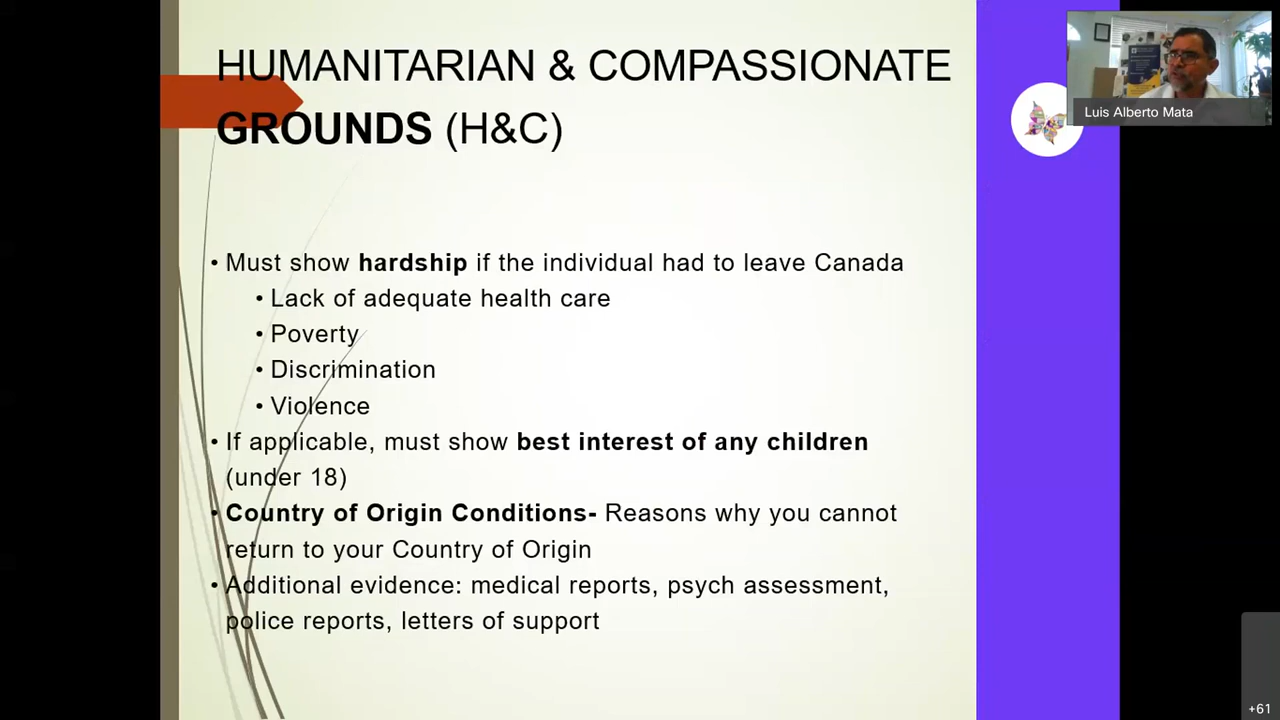 HUMANITARIAN & COMPASSIONATE
GROUNDS (H&C)
Luis Alberto Mata
• Must show hardship if the individual had to leave Canada
• Lack of adequate health care
• Poverty
• Discrimination
• Violence
• If applicable, must show best interest of any children
(under 18)
• Country of Origin Conditions- Reasons why you cannot
return to your Country of Origin
• Additional evidence: medical reports, psych assessment,
police reports, letters of support
+61